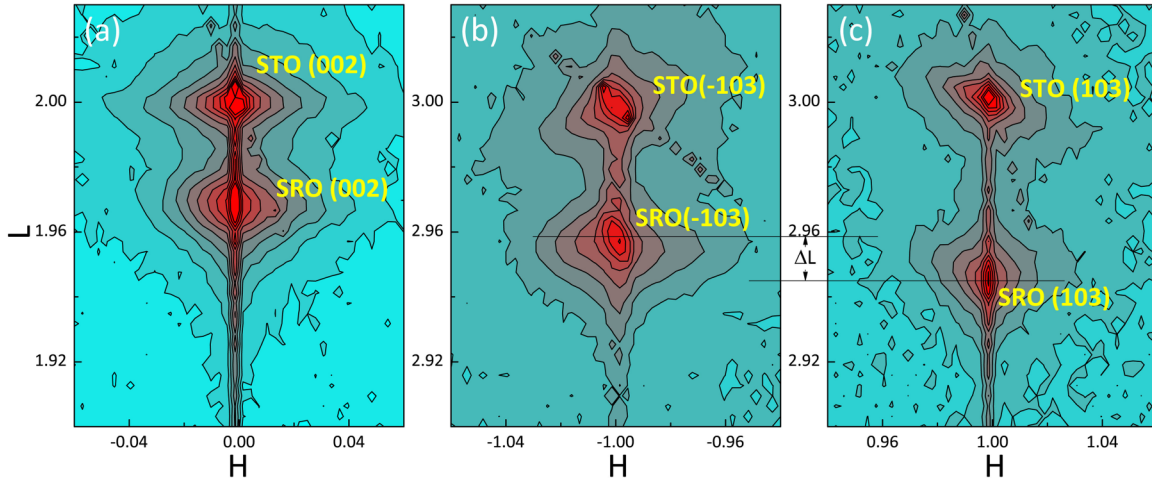 (a)
STO (002)
SRO (002)
2.00
1.96
1.92
L
-0.04
0.00
0.04
H
(b)
STO(-103)
SRO(-103)
3.00
2.96
2.92
-1.04
-1.00
-0.96
H
ΔL
(c)
STO (103)
SRO (103)
3.00
2.96
2.92
0.96
1.00
1.04
H